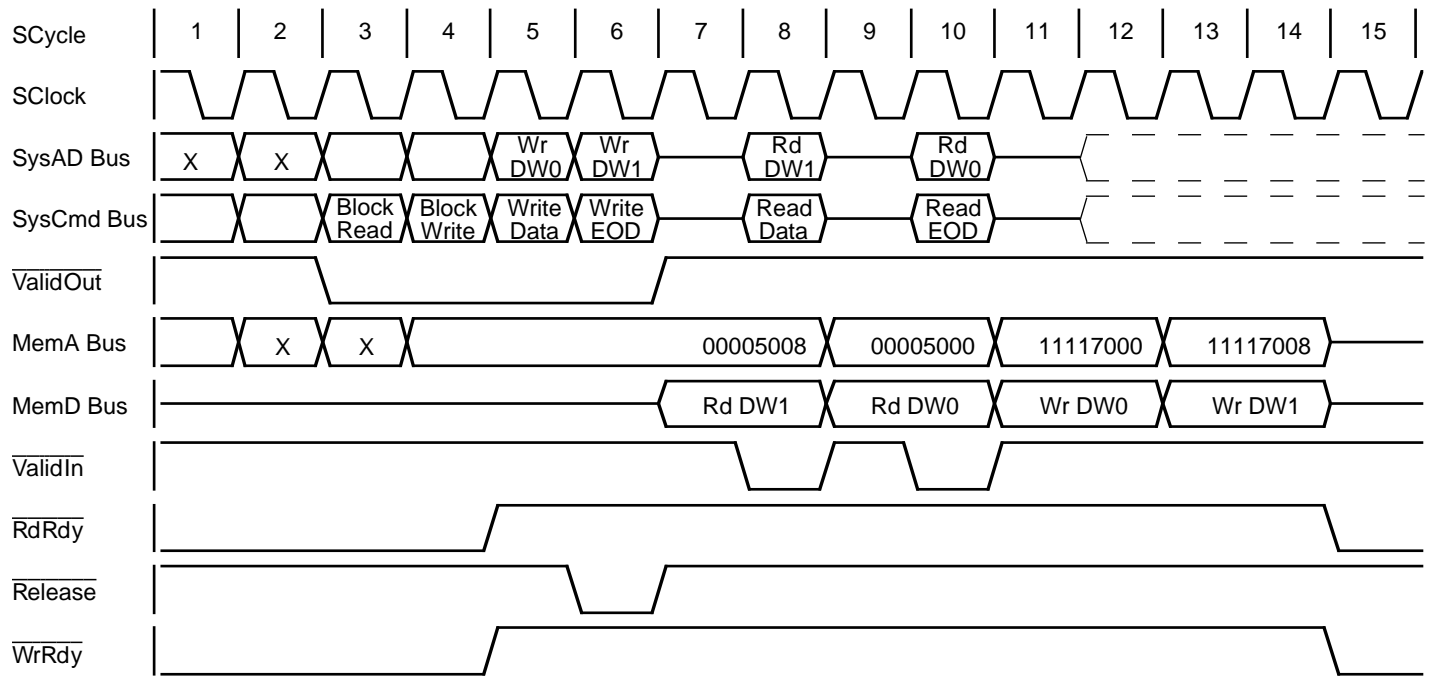 SCycle 1 2 3 4 5 6 7 8 9 10 11 12 13 14 15
SClock
SysAD Bus X X Wr DW0 Wr DW1 Rd DW1 Rd DW0
SysCmd Bus Block Read Block Write Write Data Write EOD Read Data Read EOD
ValidOut
MemA Bus X X 00005008 00005000 11117000 11117008
MemD Bus Rd DW1 Rd DW0 Wr DW0 Wr DW1
ValidIn
RdRdy
Release
WrRdy